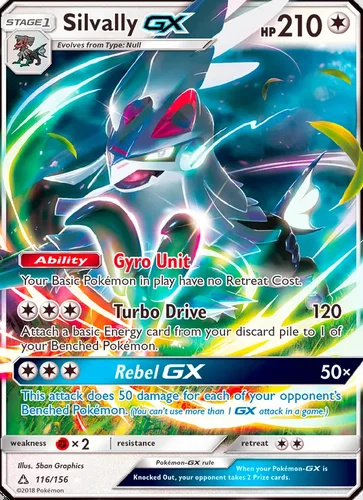 STAGE 1 Silvally GX HP 210
Evolves from Type: Null
Ability Gyro Unit
Your Basic Pokémon in play have no Retreat Cost.
Turbo Drive 120
Attach a basic Energy card from your discard pile to 1
of your Benched Pokémon.
Rebel GX 50×
This attack does 50 damage for each of your opponent's
Benched Pokémon. (You can't use more than 1 GX attack in a game.)
weakness × 2 resistance retreat
Illus. 5ban Graphics
116/156
©2018 Pokémon
Pokémon-GX rule
When your Pokémon-GX is
Knocked Out, your opponent takes 2 Prize cards.